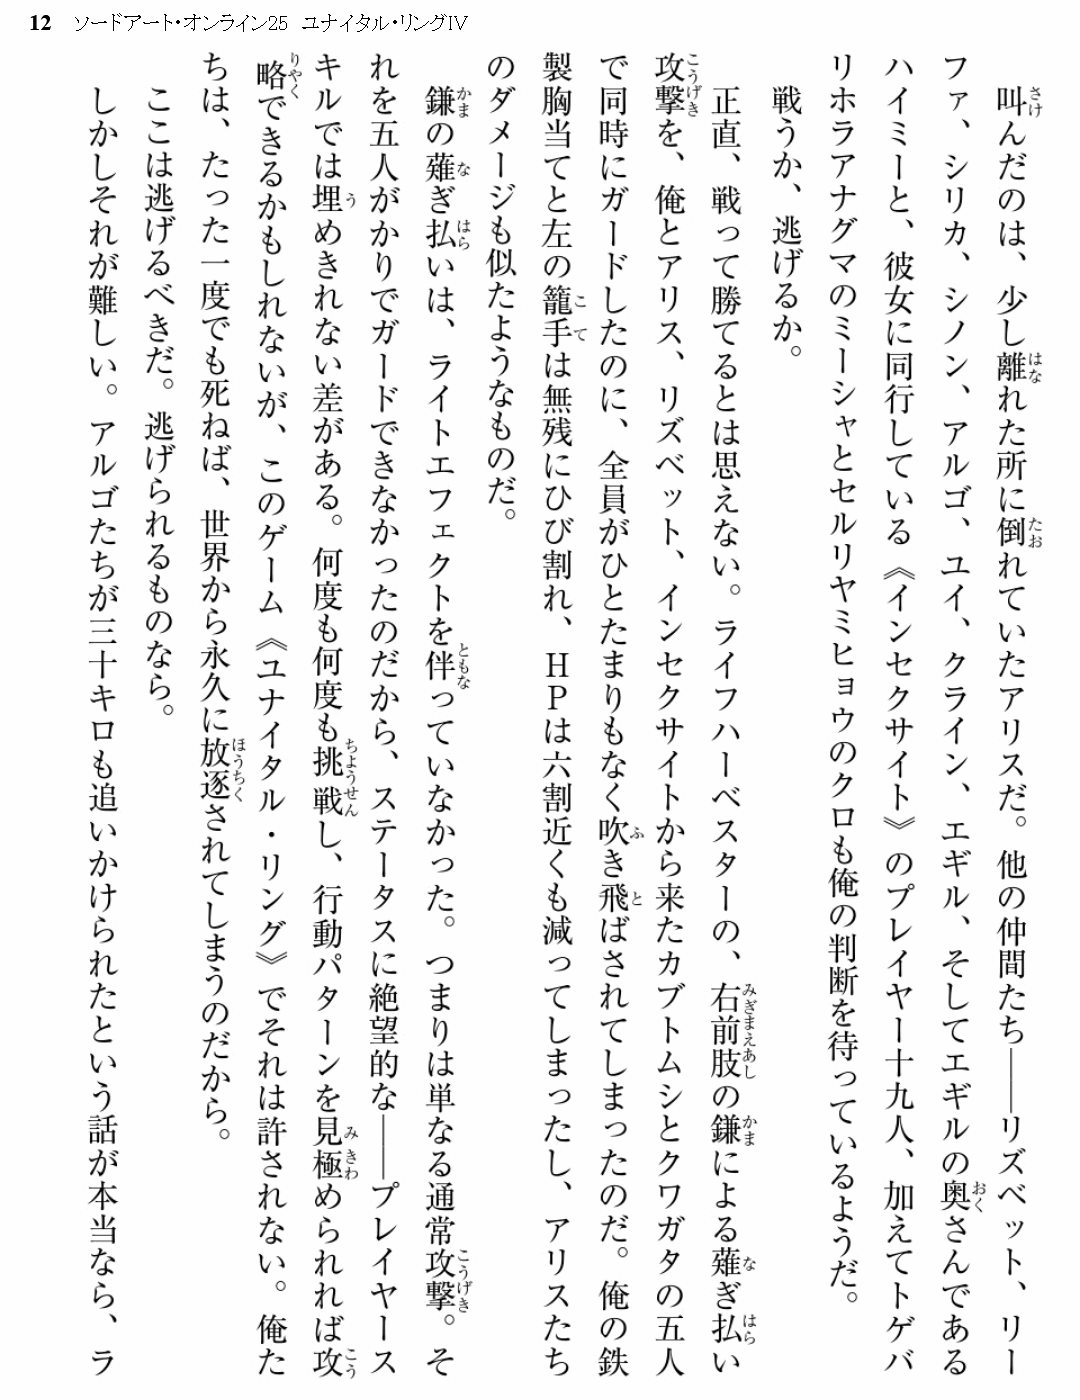 12 ソードアート・オンライン25 ユナイタル・リングⅣ
叫んだのは、少し離れた所に倒れていたアリスだ。他の仲間たち――リズベット、リー
ファ、シリカ、シノン、アルゴ、ユイ、クライン、エギル、そしてエギルの奥さんである
ハイミーと、彼女に同行している《インセクサイト》のプレイヤー十九人、加えてトゲバ
リホラアナグマのミーシャとセルリヤミヒョウのクロも俺の判断を待っているようだ。
戦うか、逃げるか。
正直、戦って勝てるとは思えない。ライフハーベスターの、右前肢の鎌による薙ぎ払い
攻撃を、俺とアリス、リズベット、インセクサイトから来たカブトムシとクワガタの五人
で同時にガードしたのに、全員がひとたまりもなく吹き飛ばされてしまったのだ。俺の鉄
製胸当てと左の籠手は無残にひび割れ、HPは六割近くも減ってしまったし、アリスたち
のダメージも似たようなものだ。
鎌の薙ぎ払いは、ライトエフェクトを伴っていなかった。つまりは単なる通常攻撃。そ
れを五人がかりでガードできなかったのだから、ステータスに絶望的な――プレイヤース
キルでは埋めきれない差がある。何度も何度も挑戦し、行動パターンを見極められれば攻
略できるかもしれないが、このゲーム《ユナイタル・リング》でそれは許されない。俺た
ちは、たった一度でも死ねば、世界から永久に放逐されてしまうのだから。
ここは逃げるべきだ。逃げられるものなら。
しかしそれが難しい。アルゴたちが三十キロも追いかけられたという話が本当なら、ラ